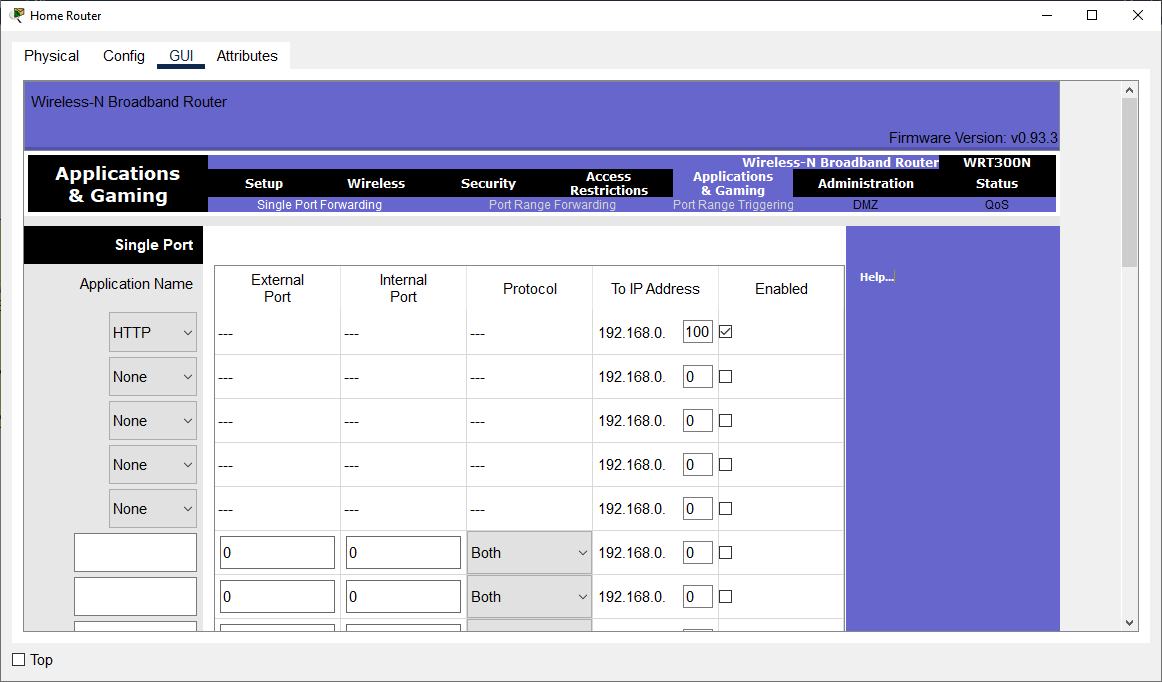 Home Router
Physical Config GUI Attributes
Wireless-N Broadband Router
Firmware Version: v0.93.3
Wireless-N Broadband Router WRT300N
Applications
& Gaming
Setup Wireless Security Access
Restrictions Applications
& Gaming Administration Status
Single Port Forwarding Port Range Forwarding Port Range Triggering DMZ QoS
Single Port
Help...
Application Name External
Port Internal
Port Protocol To IP Address Enabled
HTTP --- --- --- 192.168.0. 100
None --- --- --- 192.168.0. 0
None --- --- --- 192.168.0. 0
None --- --- --- 192.168.0. 0
None --- --- --- 192.168.0. 0
0 0 Both 192.168.0. 0
0 0 Both 192.168.0. 0
Top